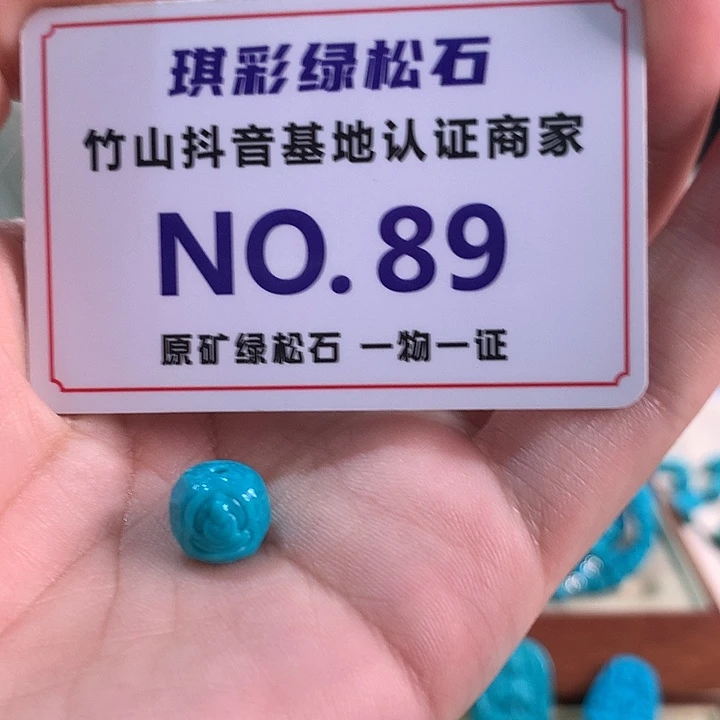 琪彩绿松石
竹山抖音基地认证商家
NO. 89
原矿绿松石 一物一证